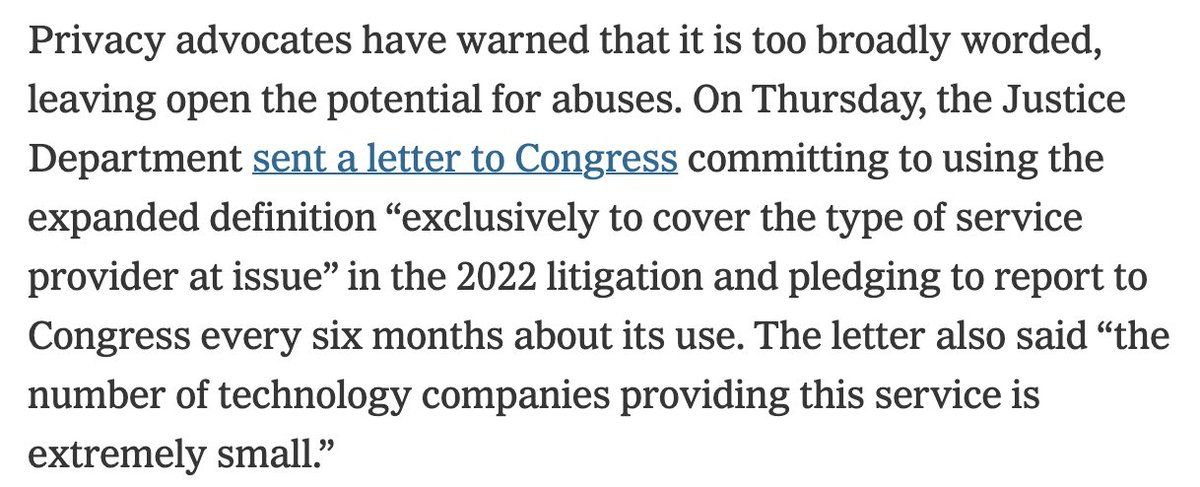 Privacy advocates have warned that it is too broadly worded,
leaving open the potential for abuses. On Thursday, the Justice
Department sent a letter to Congress committing to using the
expanded definition “exclusively to cover the type of service
provider at issue” in the 2022 litigation and pledging to report to
Congress every six months about its use. The letter also said “the
number of technology companies providing this service is
extremely small.”